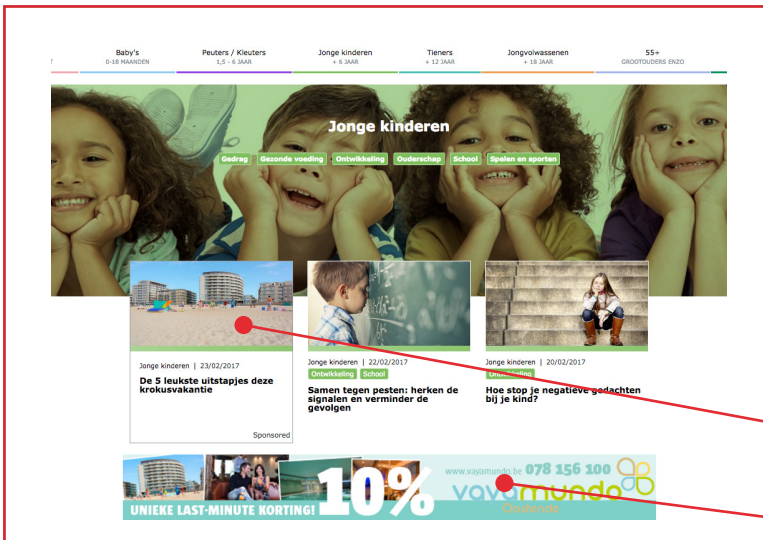 Baby's
0-18 MAANDEN
Peuters / Kleuters
1,5 - 6 JAAR
Jonge kinderen
+ 6 JAAR
Tieners
+ 12 JAAR
Jongvolwassenen
+ 18 JAAR
55+
GROOTOUDERS ENZO
Jonge kinderen
Gedrag Gezonde voeding Ontwikkeling Ouderschap School Spelen en sporten
Jonge kinderen | 23/02/2017
De 5 leukste uitstapjes deze
krokusvakantie
Sponsored
Jonge kinderen | 22/02/2017
Ontwikkeling School
Samen tegen pesten: herken de
signalen en verminder de
gevolgen
Jonge kinderen | 20/02/2017
Ontwikkeling
Hoe stop je negatieve gedachten
bij je kind?
UNIEKE LAST-MINUTE KORTING!
10%
www.vayamundo.be 078 156 100
vayamundo
Oostende